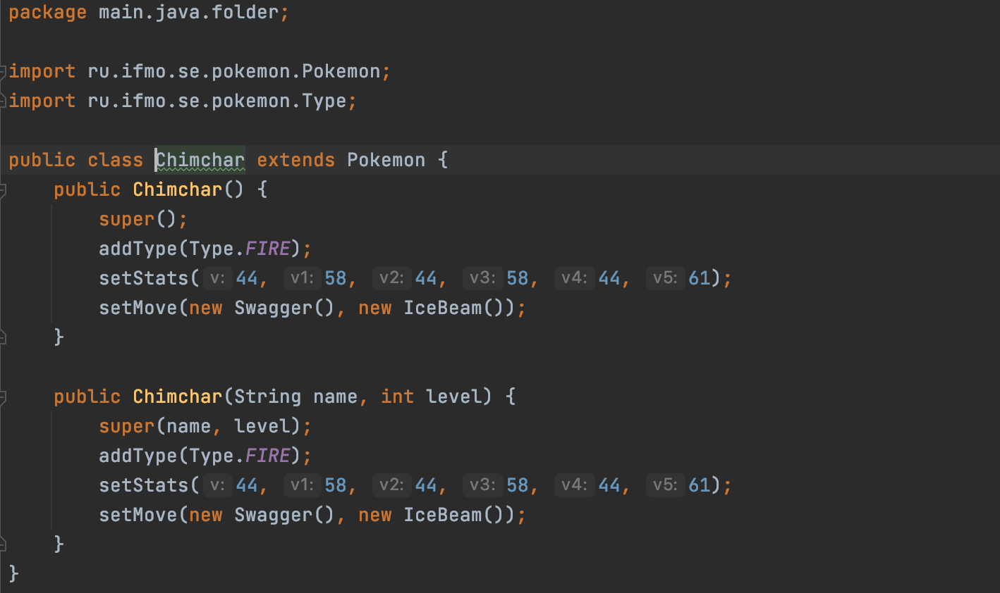 package main.java.folder;
import ru.ifmo.se.pokemon.Pokemon;
import ru.ifmo.se.pokemon.Type;
public class Chimchar extends Pokemon {
public Chimchar() {
super();
addType(Type.FIRE);
setStats( v: 44, v1: 58, v2: 44, v3: 58, v4: 44, v5: 61);
setMove(new Swagger(), new IceBeam());
}
public Chimchar(String name, int level) {
super(name, level);
addType(Type.FIRE);
setStats( v: 44, v1: 58, v2: 44, v3: 58, v4: 44, v5: 61);
setMove(new Swagger(), new IceBeam());
}
}